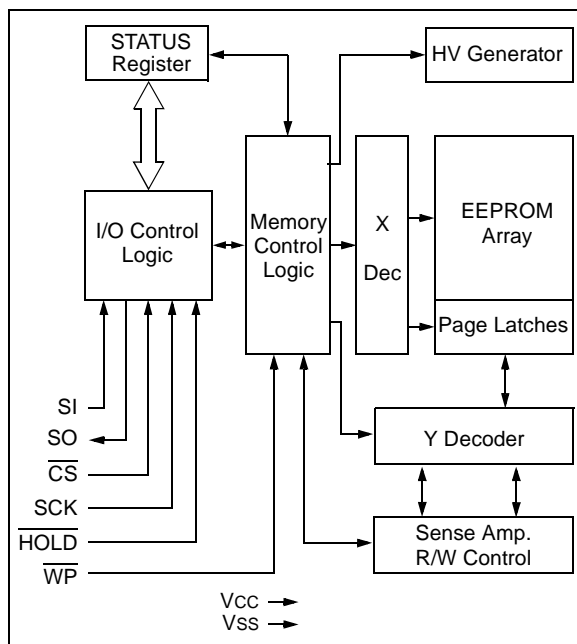 STATUS
Register
HV Generator
I/O Control
Logic
Memory
Control
Logic
X
Dec
EEPROM
Array
Page Latches
Y Decoder
Sense Amp.
R/W Control
SI
SO
CS
SCK
HOLD
WP
VCC
VSS